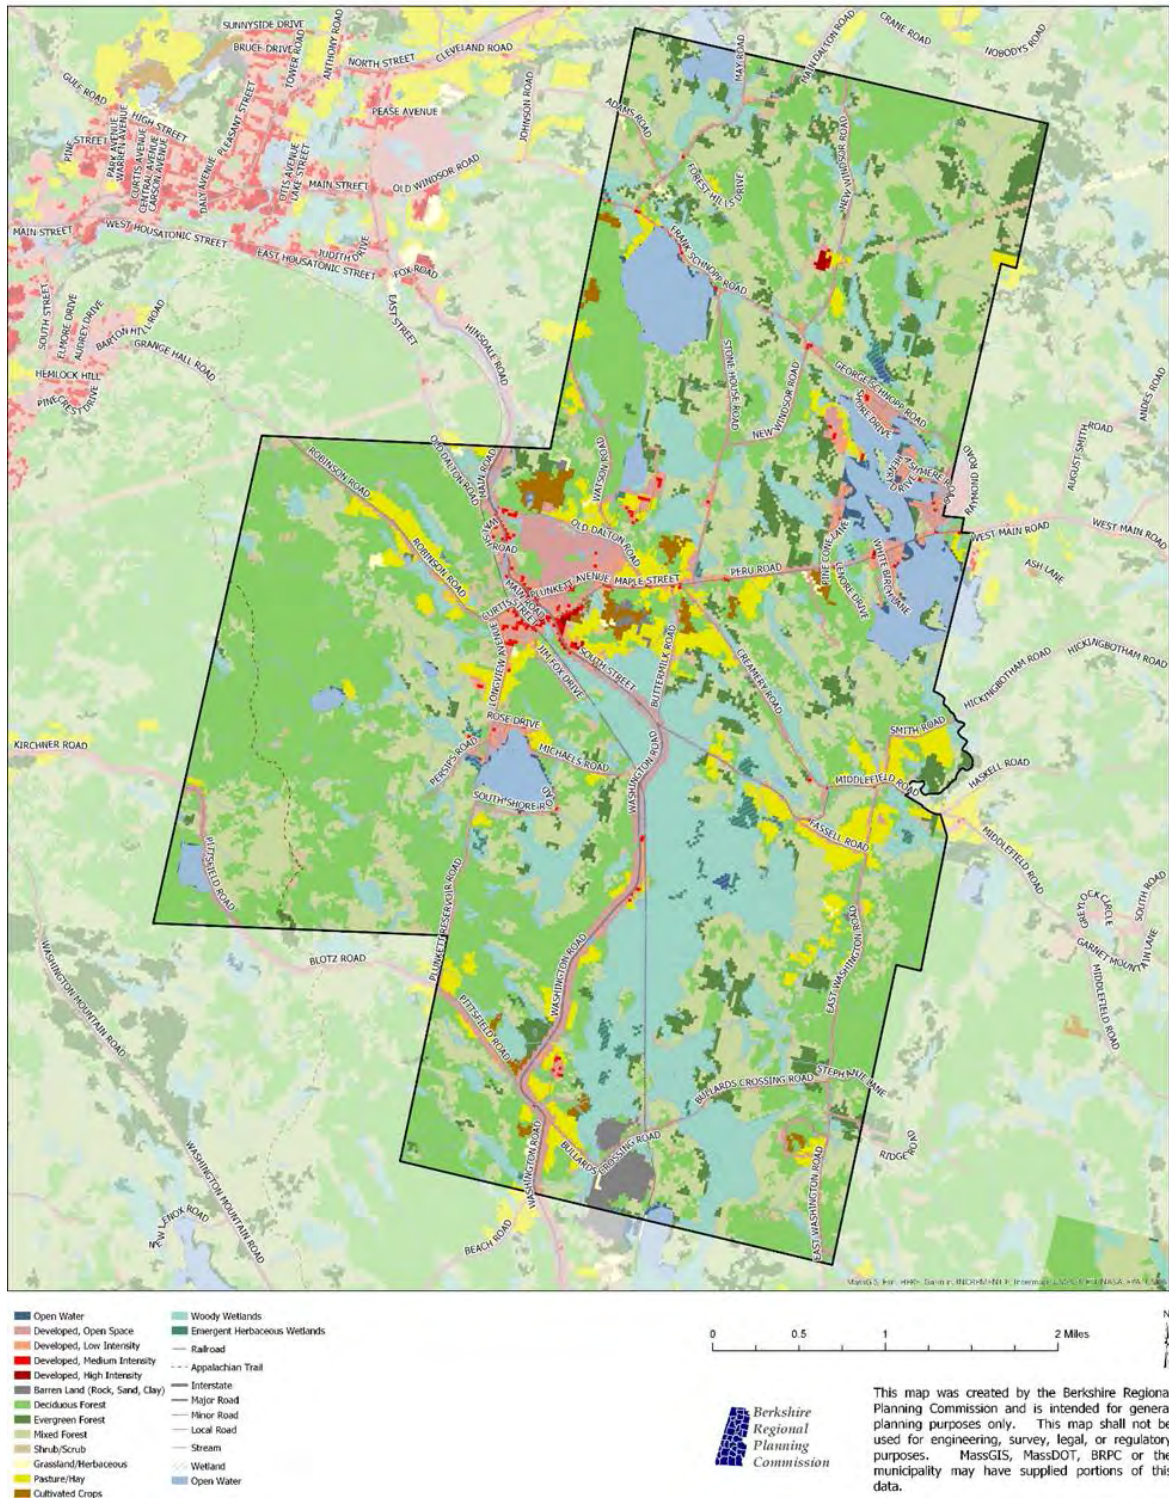 SUNNYSIDE DRIVE
BRUCE DRIVE
TOWER ROAD
ANTHONY ROAD
NORTH STREET
CLEVELAND ROAD
MAY ROAD
MAIN DALTON ROAD
CRANE ROAD
NOBODYS ROAD
GULF ROAD
HIGH STREET
PINE STREET
PARK AVENUE
WARREN AVENUE
CURTIS AVENUE
CENTRAL AVENUE
CARSON AVENUE
DALY AVENUE
PLEASANT STREET
OTIS AVENUE
LAKE STREET
PEASE AVENUE
JOHNSON ROAD
ADAMS ROAD
MAIN STREET
OLD WINDSOR ROAD
FOREST HILLS DRIVE
NEW WINDSOR ROAD
MAIN STREET
WEST HOUSATONIC STREET
EAST HOUSATONIC STREET
JUDITH DRIVE
FOX ROAD
FRANK SCHNOPP ROAD
SOUTH STREET
ELMORE DRIVE
AUDREY DRIVE
BARTON HILL ROAD
GRANGE HALL ROAD
EAST STREET
HINSDALE ROAD
HEMLOCK HILL
PINECREST DRIVE
STONE HOUSE ROAD
NEW WINDSOR ROAD
GEORGE SCHNOPP ROAD
SHORE DRIVE
HENRY DRIVE
ASHMERE ROAD
RAYMOND ROAD
AUGUST SMITH ROAD
ANDES ROAD
ROBINSON ROAD
OLD DALTON ROAD
MAIN ROAD
WATSON ROAD
OLD DALTON ROAD
WEST MAIN ROAD
WEST MAIN ROAD
ASH LANE
ROBINSON ROAD
MAIN ROAD
PLUNKETT AVENUE
MAPLE STREET
PERU ROAD
PINE CONE LANE
LENORE DRIVE
WHITE BIRCH LANE
CURTIS STREET
LONGVIEW AVENUE
JIM FOX DRIVE
SOUTH STREET
BUTTERMILK ROAD
CREAMERY ROAD
HICKINGBOTHAM ROAD
HICKINGBOTHAM ROAD
ROSE DRIVE
PERSIPS ROAD
MICHAELS ROAD
SOUTH SHORE ROAD
WASHINGTON ROAD
SMITH ROAD
MIDDLEFIELD ROAD
HASKELL ROAD
KIRCHNER ROAD
PITTSFIELD ROAD
FASSELL ROAD
MIDDLEFIELD ROAD
PLUNKETT RESERVOIR ROAD
WASHINGTON ROAD
EAST WASHINGTON ROAD
GREYLOCK CIRCLE
SOUTH ROAD
MIDDLEFIELD ROAD
BLOTZ ROAD
WASHINGTON MOUNTAIN ROAD
PITTSFIELD ROAD
BULLARDS CROSSING ROAD
STEPHANIE LANE
RIDGE ROAD
WASHINGTON ROAD
BULLARDS CROSSING ROAD
EAST WASHINGTON ROAD
WASHINGTON MOUNTAIN ROAD
BEACH ROAD
Open Water
Developed, Open Space
Developed, Low Intensity
Developed, Medium Intensity
Developed, High Intensity
Barren Land (Rock, Sand, Clay)
Deciduous Forest
Evergreen Forest
Mixed Forest
Shrub/Scrub
Grassland/Herbaceous
Pasture/Hay
Cultivated Crops
Woody Wetlands
Emergent Herbaceous Wetlands
Railroad
Appalachian Trail
Interstate
Major Road
Minor Road
Local Road
Stream
Wetland
Open Water
0 0.5 1 2 Miles
N
Berkshire
Regional
Planning
Commission
This map was created by the Berkshire Regional
Planning Commission and is intended for general
planning purposes only. This map shall not be
used for engineering, survey, legal, or regulatory
purposes. MassGIS, MassDOT, BRPC or the
municipality may have supplied portions of this
data.